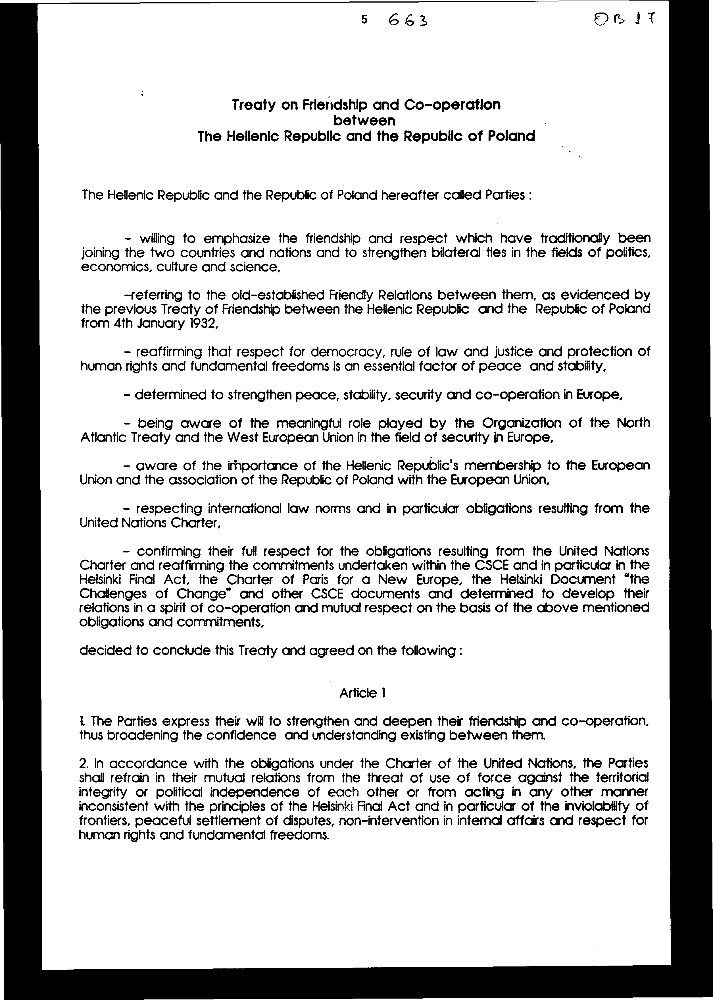 5 663
Treaty on Friendship and Co-operation
between
The Hellenic Republic and the Republic of Poland
The Hellenic Republic and the Republic of Poland hereafter called Parties :
- willing to emphasize the friendship and respect which have traditionally been
joining the two countries and nations and to strengthen bilateral ties in the fields of politics,
economics, culture and science,
-referring to the old-established Friendly Relations between them, as evidenced by
the previous Treaty of Friendship between the Hellenic Republic and the Republic of Poland
from 4th January 1932,
- reaffirming that respect for democracy, rule of law and justice and protection of
human rights and fundamental freedoms is an essential factor of peace and stability,
- determined to strengthen peace, stability, security and co-operation in Europe,
- being aware of the meaningful role played by the Organization of the North
Atlantic Treaty and the West European Union in the field of security in Europe,
- aware of the importance of the Hellenic Republic's membership to the European
Union and the association of the Republic of Poland with the European Union,
- respecting international law norms and in particular obligations resulting from the
United Nations Charter,
- confirming their full respect for the obligations resulting from the United Nations
Charter and reaffirming the commitments undertaken within the CSCE and in particular in the
Helsinki Final Act, the Charter of Paris for a New Europe, the Helsinki Document "the
Challenges of Change" and other CSCE documents and determined to develop their
relations in a spirit of co-operation and mutual respect on the basis of the above mentioned
obligations and commitments,
decided to conclude this Treaty and agreed on the following :
Article 1
1. The Parties express their will to strengthen and deepen their friendship and co-operation,
thus broadening the confidence and understanding existing between them.
2. In accordance with the obligations under the Charter of the United Nations, the Parties
shall refrain in their mutual relations from the threat of use of force against the territorial
integrity or political independence of each other or from acting in any other manner
inconsistent with the principles of the Helsinki Final Act and in particular of the inviolability of
frontiers, peaceful settlement of disputes, non-intervention in internal affairs and respect for
human rights and fundamental freedoms.